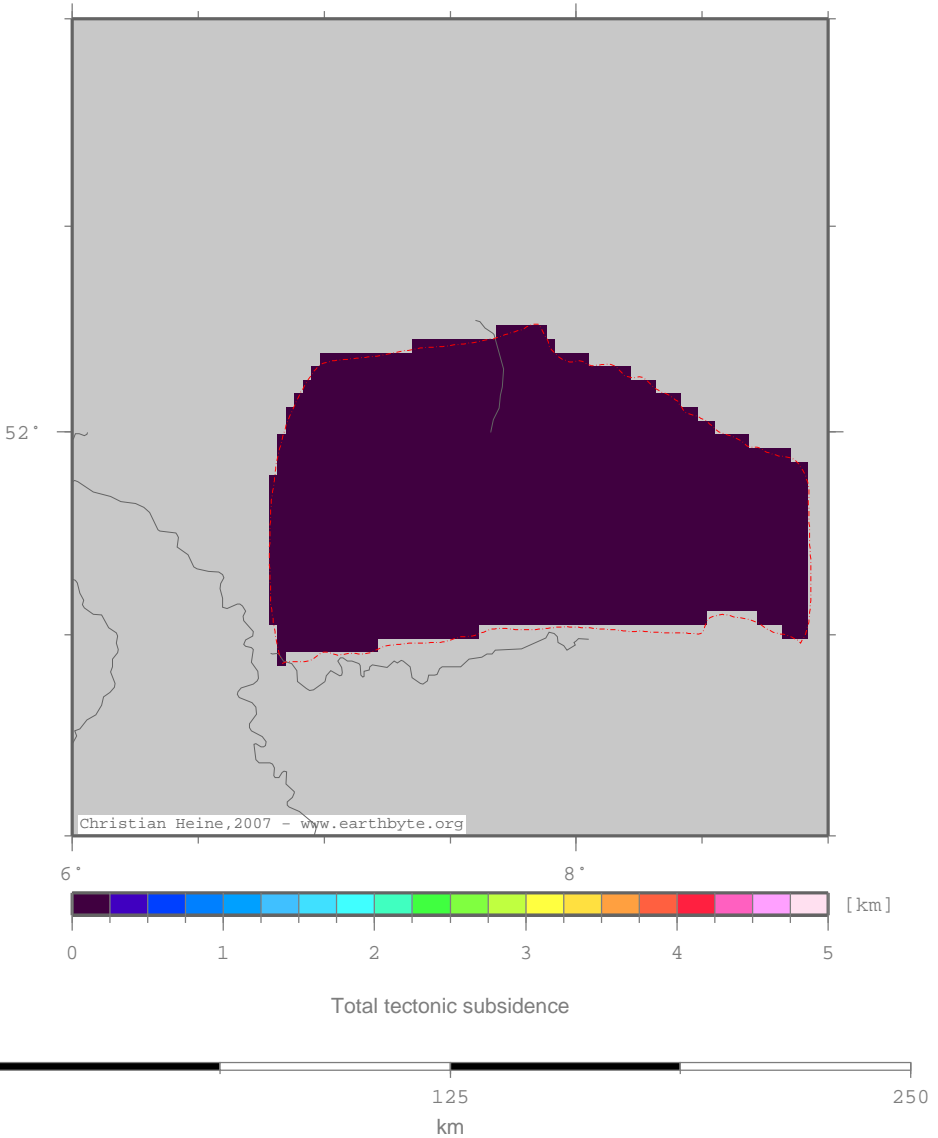 52°
Christian Heine,2007 - www.earthbyte.org
6° 8°
[km]
0 1 2 3 4 5
Total tectonic subsidence
125 250
km